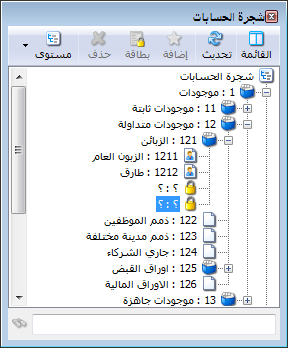 شجرة الحسابات
القائمة تحديث إضافة بطاقة حذف مستوى
شجرة الحسابات
1 : موجودات
11 : موجودات ثابتة
12 : موجودات متداولة
121 : الزبائن
1211 : الزبون العام
1212 : طارق
؟ : ؟
؟ : ؟
122 : ذمم الموظفين
123 : ذمم مدينة مختلفة
124 : جاري الشركاء
125 : اوراق القبض
126 : الاوراق المالية
13 : موجودات جاهزة